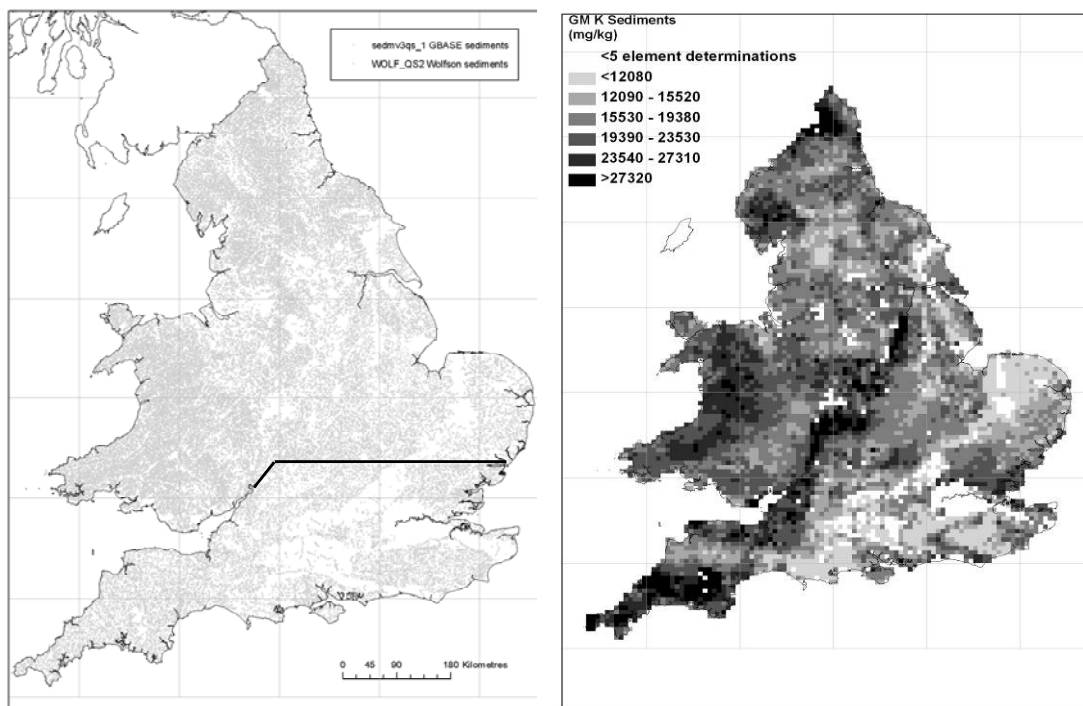 sedmv3qs_1 GBASE sediments
WOLF_QS2 Wolfson sediments
0 45 90 180 Kilometres
GM K Sediments
(mg/kg)
<5 element determinations
<12080
12090 - 15520
15530 - 19380
19390 - 23530
23540 - 27310
>27320